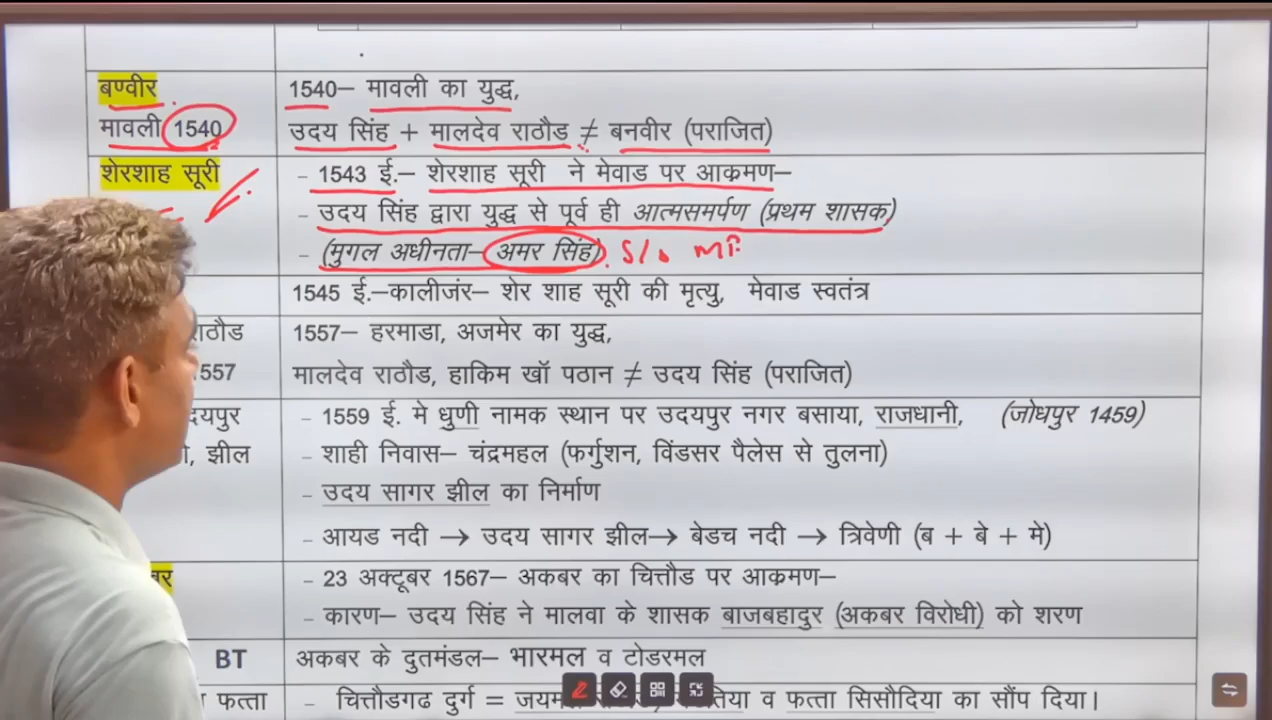 बण्वीर
1540– मावली का युद्ध,
मावली 1540
उदय सिंह + मालदेव राठौड ≠ बनवीर (पराजित)
शेरशाह सूरी
– 1543 ई.– शेरशाह सूरी ने मेवाड पर आक्रमण–
– उदय सिंह द्वारा युद्ध से पूर्व ही आत्मसमर्पण (प्रथम शासक)
– (मुगल अधीनता– अमर सिंह) S/o MP
1545 ई.–कालीजंर– शेर शाह सूरी की मृत्यु, मेवाड स्वतंत्र
राठौड
1557– हरमाडा, अजमेर का युद्ध,
1557
मालदेव राठौड, हाकिम खॉ पठान ≠ उदय सिंह (पराजित)
– 1559 ई. मे धुणी नामक स्थान पर उदयपुर नगर बसाया, राजधानी, (जोधपुर 1459)
झील
– शाही निवास– चंद्रमहल (फर्गुशन, विंडसर पैलेस से तुलना)
– उदय सागर झील का निर्माण
– आयड नदी → उदय सागर झील→ बेडच नदी → त्रिवेणी (ब + बे + मे)
– 23 अक्टूबर 1567– अकबर का चित्तौड पर आक्रमण–
– कारण– उदय सिंह ने मालवा के शासक बाजबहादुर (अकबर विरोधी) को शरण
BT
अकबर के दुतमंडल– भारमल व टोडरमल
फत्ता
– चित्तौडगढ दुर्ग = व फत्ता सिसौदिया का सौंप दिया।